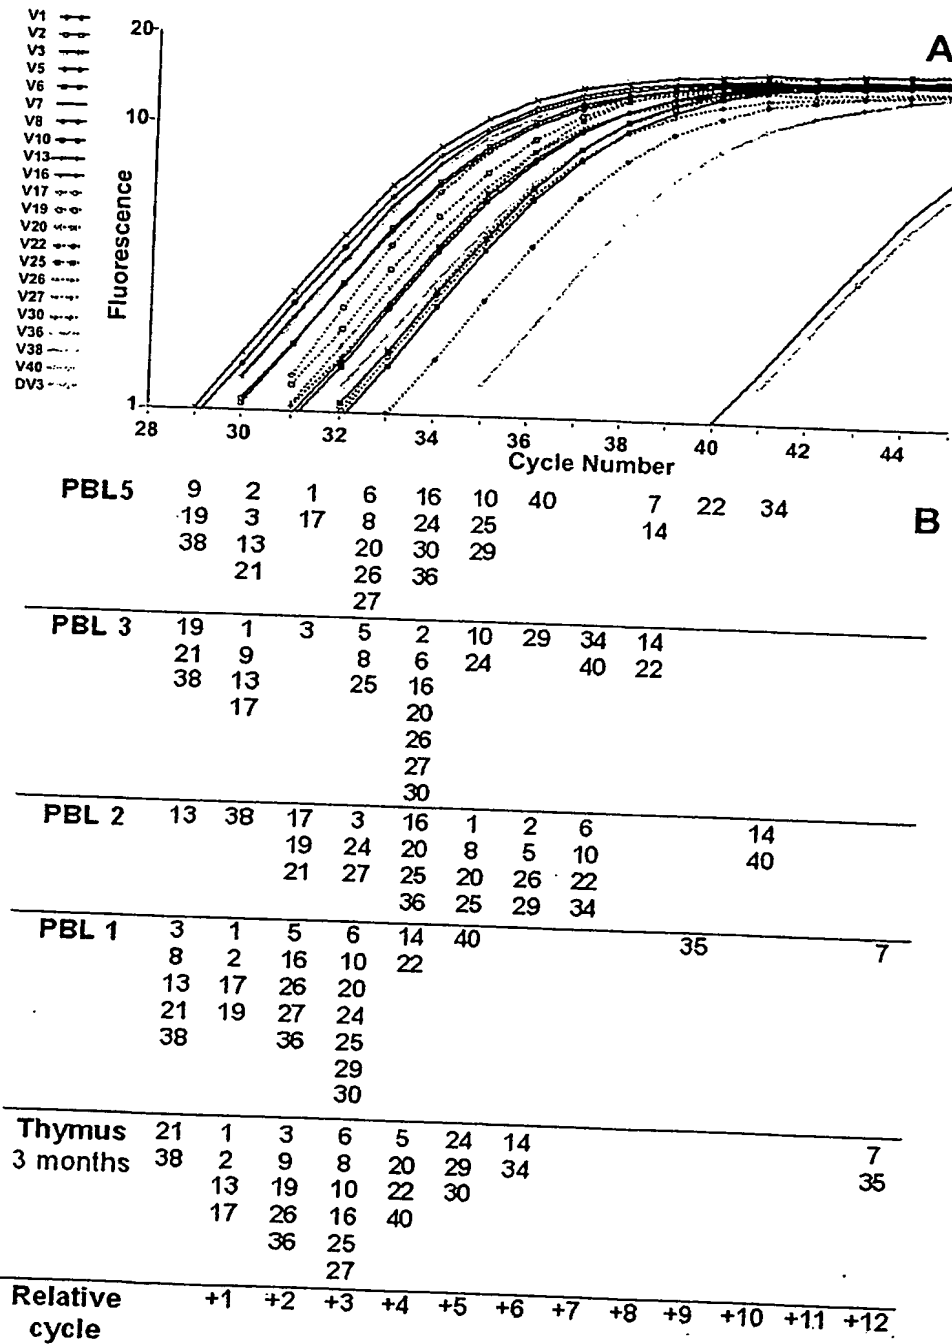 V1
V2
V3
V5
V6
V7
V8
V10
V13
V16
V17
V19
V20
V22
V25
V26
V27
V30
V36
V38
V40
DV3
20
10
1
Fluorescence
A
28 30 32 34 36 38 40 42 44
Cycle Number
B
PBL5 9 2 1 6 16 10 40 7 22 34
19 3 17 8 24 25 14
38 13 20 30 29
21 26 36
27
PBL 3 19 1 3 5 2 10 29 34 14
21 9 8 6 24 40 22
38 13 25 16
17 20
26
27
30
PBL 2 13 38 17 3 16 1 2 6 14
19 24 20 8 5 10 40
21 27 25 20 26 22
36 25 29 34
PBL 1 3 1 5 6 14 40 35 7
8 2 16 10 22
13 17 26 20
21 19 27 24
38 36 25
29
30
Thymus 21 1 3 6 5 24 14 7
3 months 38 2 9 8 20 29 34 35
13 19 10 22 30
17 26 16 40
36 25
27
Relative +1 +2 +3 +4 +5 +6 +7 +8 +9 +10 +11 +12
cycle